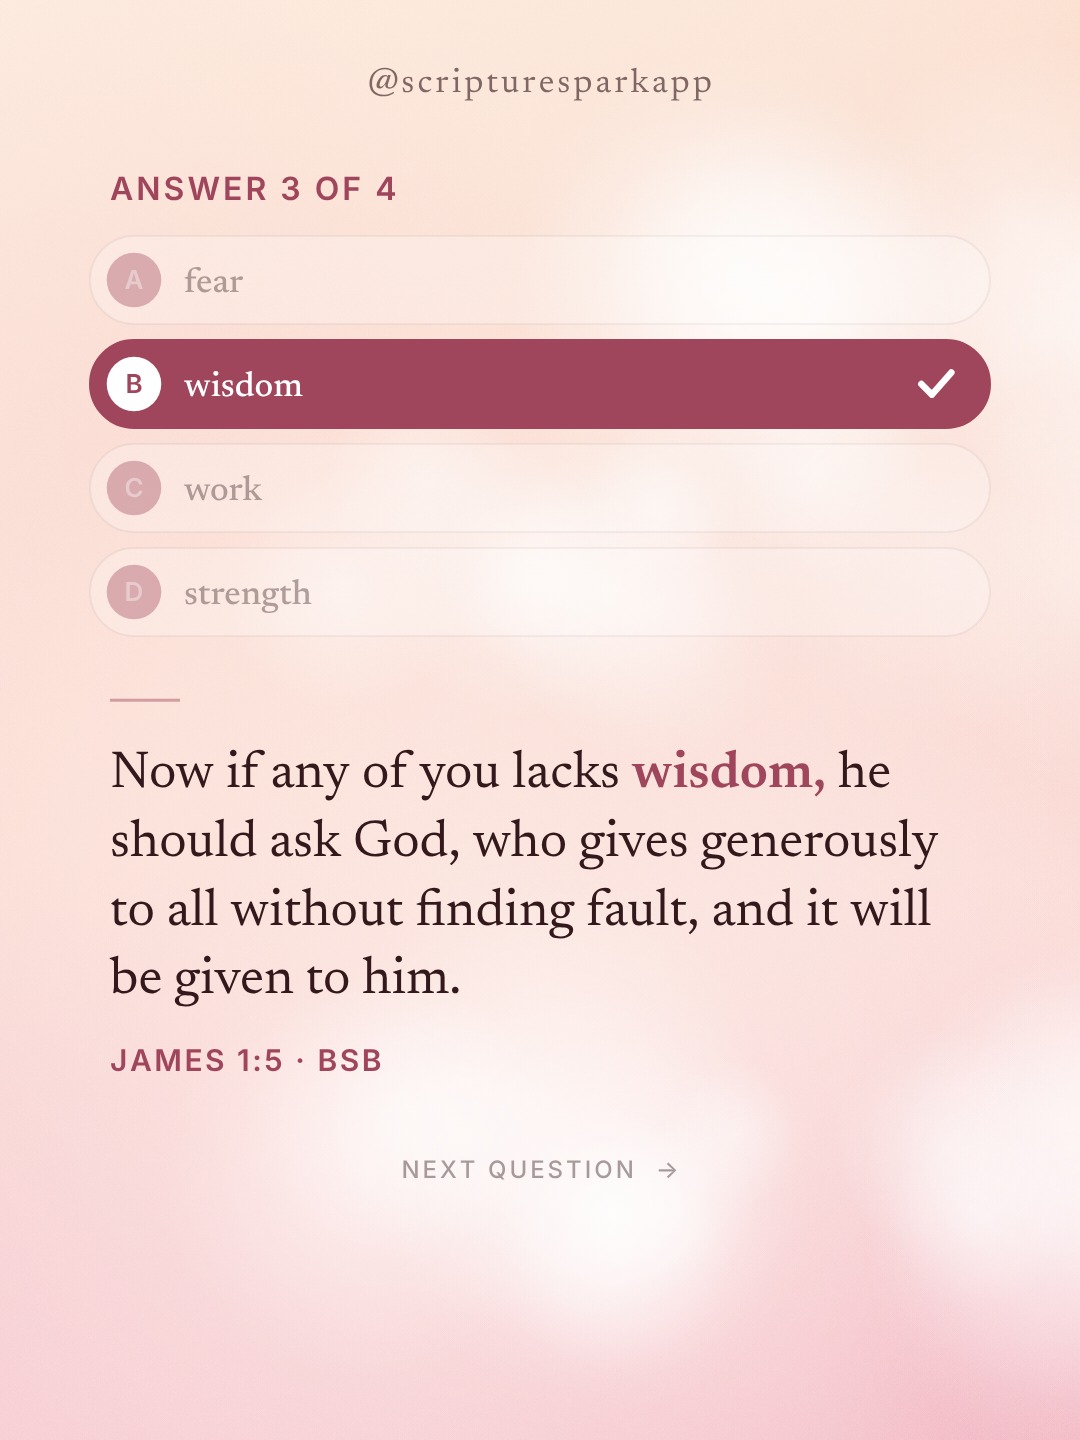 @scripturesparkapp
ANSWER 3 OF 4
A fear
B wisdom
C work
D strength
Now if any of you lacks wisdom, he
should ask God, who gives generously
to all without finding fault, and it will
be given to him.
JAMES 1:5 · BSB
NEXT QUESTION →